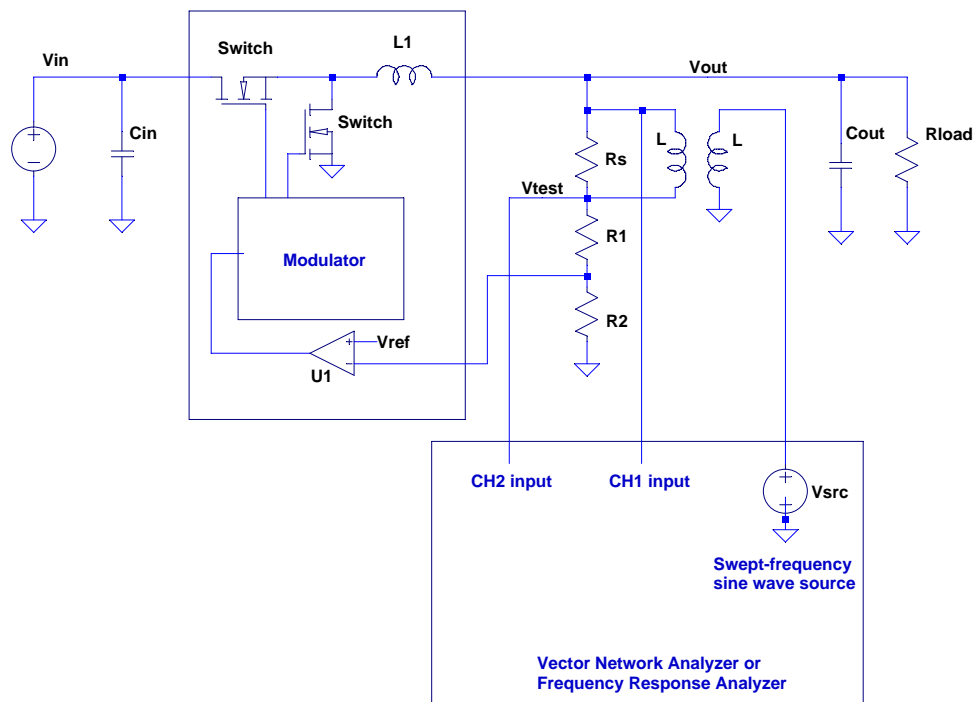 Vin
Switch
L1
Vout
Cin
Switch
Rs
L
L
Cout
Rload
Vtest
R1
Modulator
R2
Vref
U1
CH2 input
CH1 input
Vsrc
Swept-frequency
sine wave source
Vector Network Analyzer or
Frequency Response Analyzer